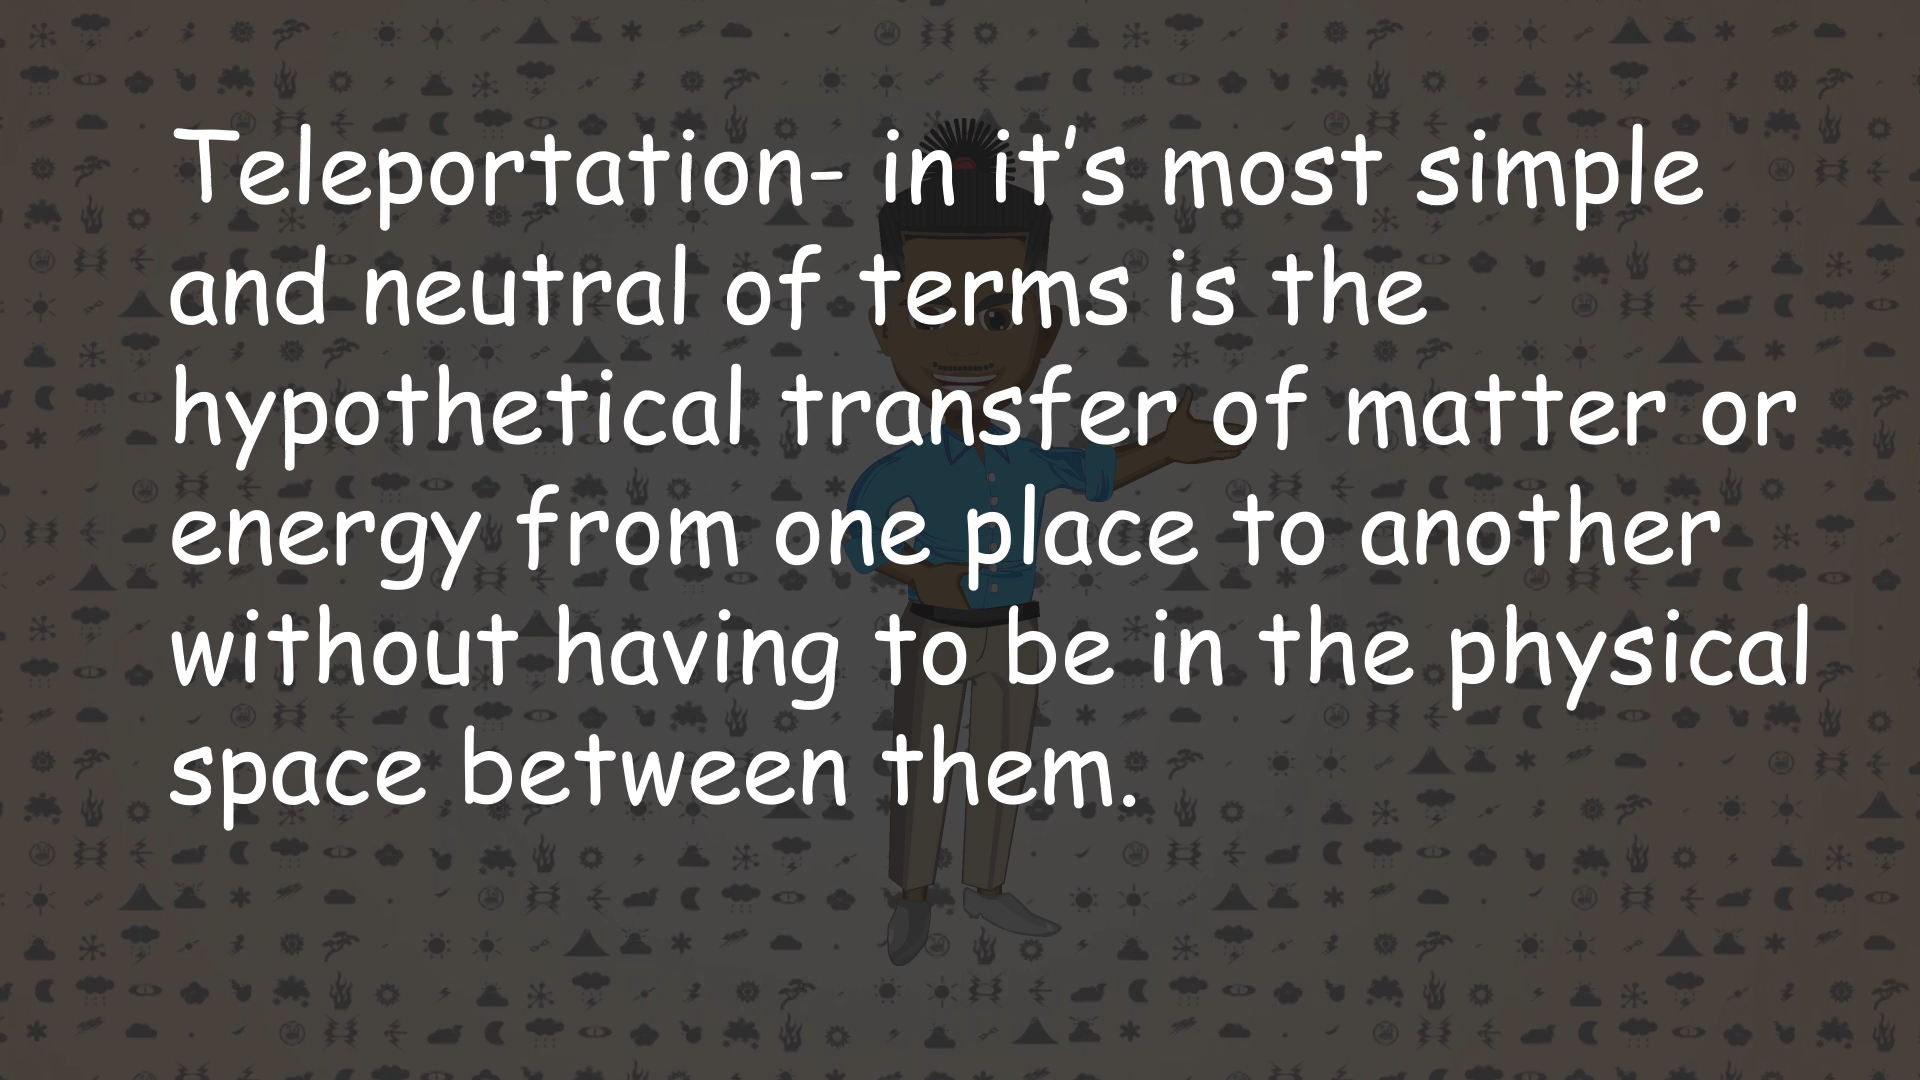 Teleportation- in it’s most simple
and neutral of terms is the
hypothetical transfer of matter or
energy from one place to another
without having to be in the physical
space between them.